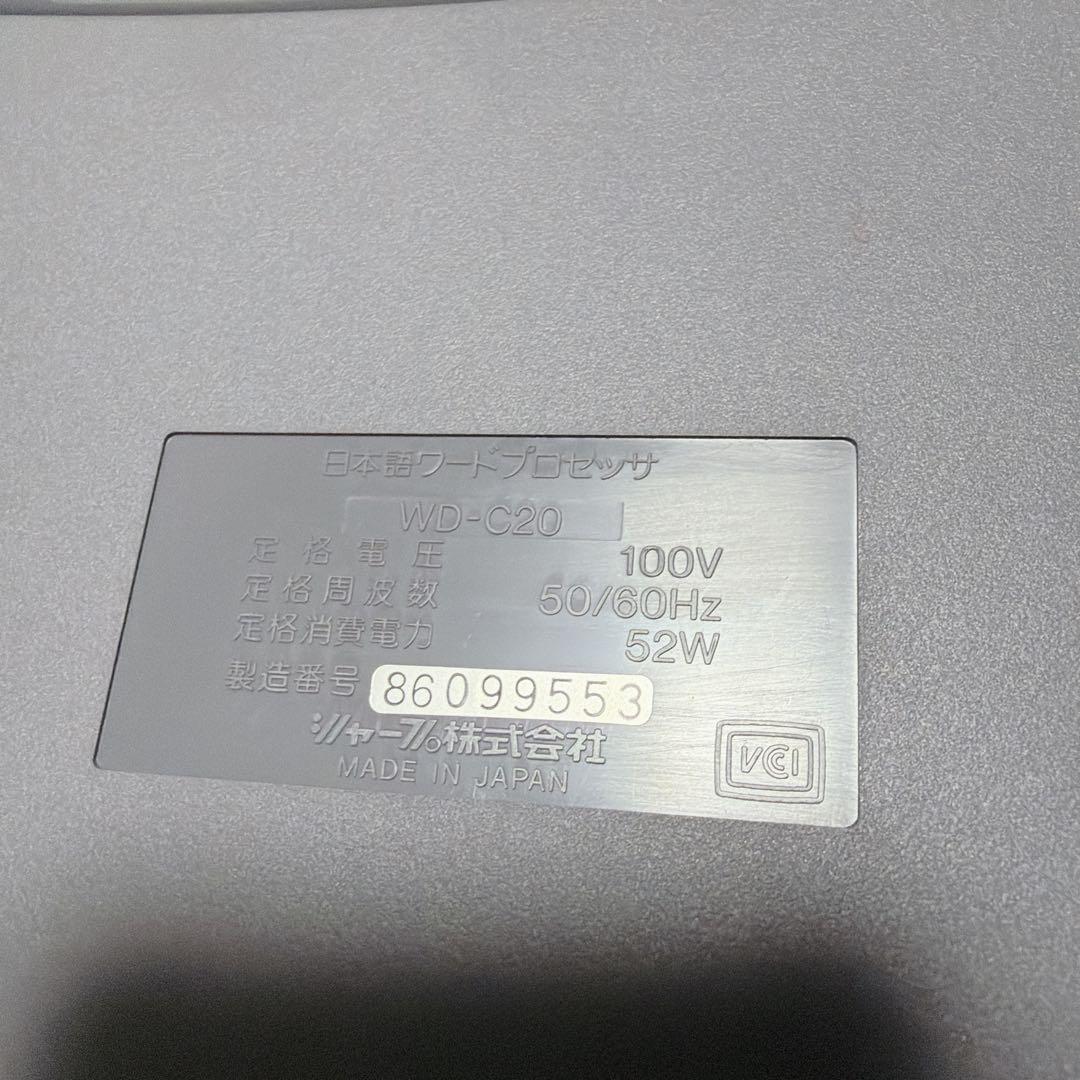 日本語ワードプロセッサ
WD-C20
定格電圧 100V
定格周波数 50/60Hz
定格消費電力 52W
製造番号 86099553
シャープ株式会社
MADE IN JAPAN
VCCI